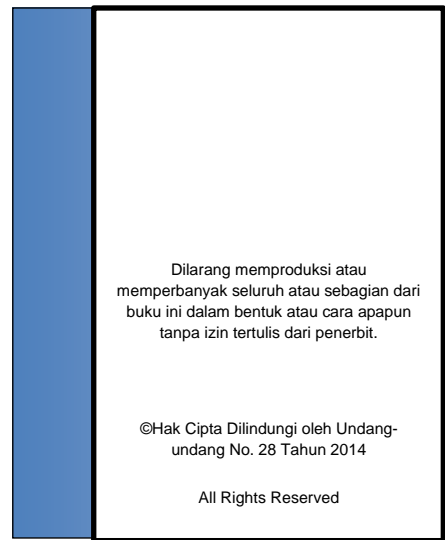 Dilarang memproduksi atau
memperbanyak seluruh atau sebagian dari
buku ini dalam bentuk atau cara apapun
tanpa izin tertulis dari penerbit.
©Hak Cipta Dilindungi oleh Undang-
undang No. 28 Tahun 2014
All Rights Reserved